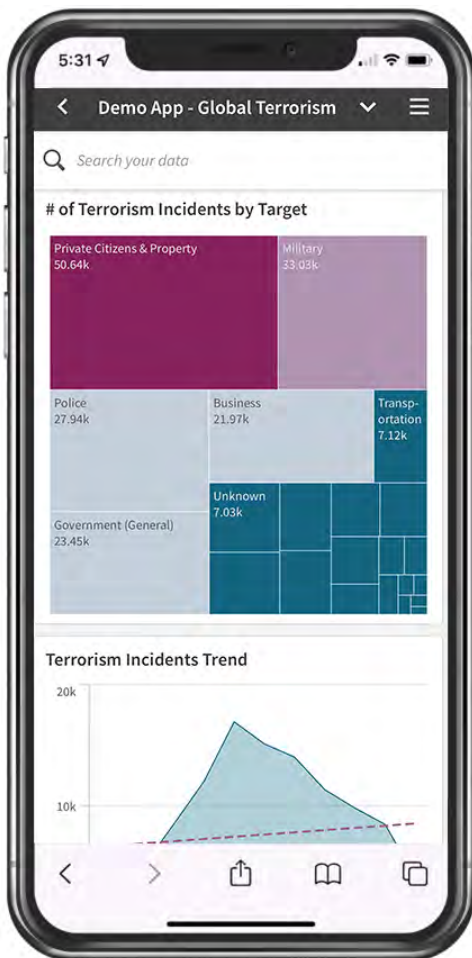 5:31
Demo App - Global Terrorism
Search your data
# of Terrorism Incidents by Target
Private Citizens & Property
50.64k
Military
33.03k
Police
27.94k
Business
21.97k
Transp-
ortation
7.12k
Unknown
7.03k
Government (General)
23.45k
Terrorism Incidents Trend
20k
10k